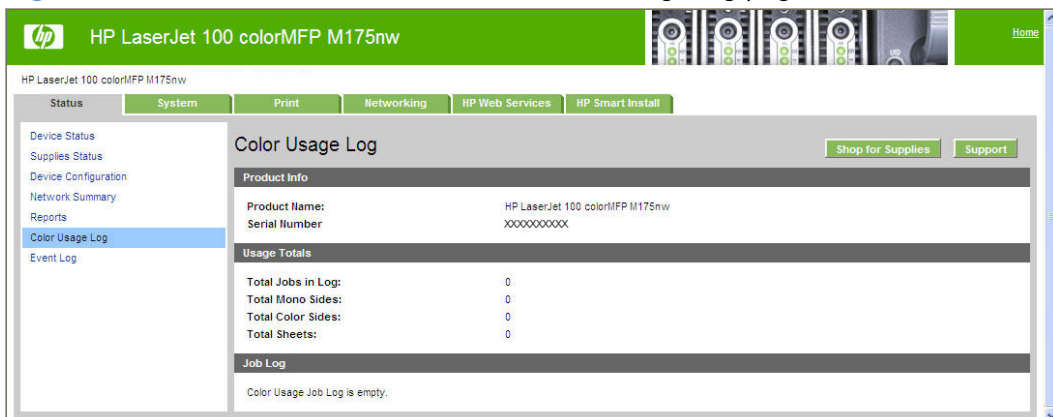 hp
HP LaserJet 100 colorMFP M175nw
Home
HP LaserJet 100 colorMFP M175nw
Status System Print Networking HP Web Services HP Smart Install
Device Status
Supplies Status
Device Configuration
Network Summary
Reports
Color Usage Log
Event Log
Color Usage Log
Shop for Supplies Support
Product Info
Product Name: HP LaserJet 100 colorMFP M175nw
Serial Number XXXXXXXXXX
Usage Totals
Total Jobs in Log: 0
Total Mono Sides: 0
Total Color Sides: 0
Total Sheets: 0
Job Log
Color Usage Job Log is empty.